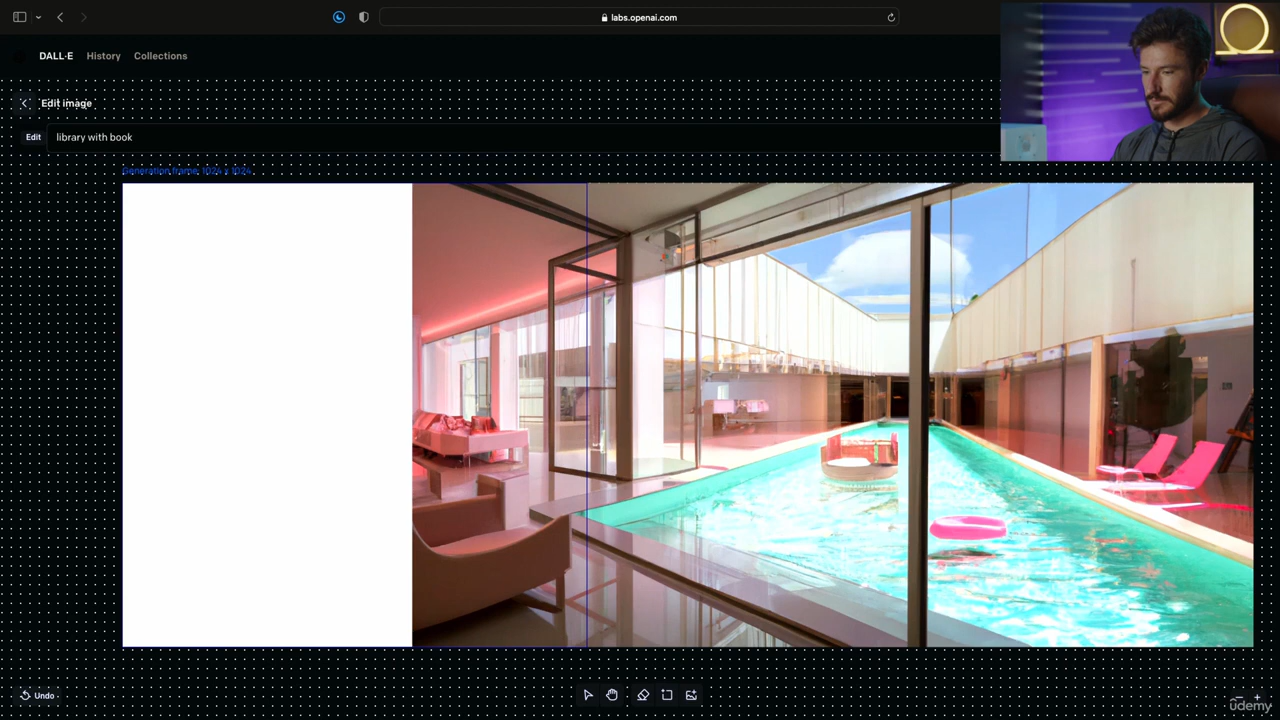 labs.openai.com
DALL·E History Collections
Edit image
Edit library with book
Generation frame: 1024 x 1024
Undo
udemy